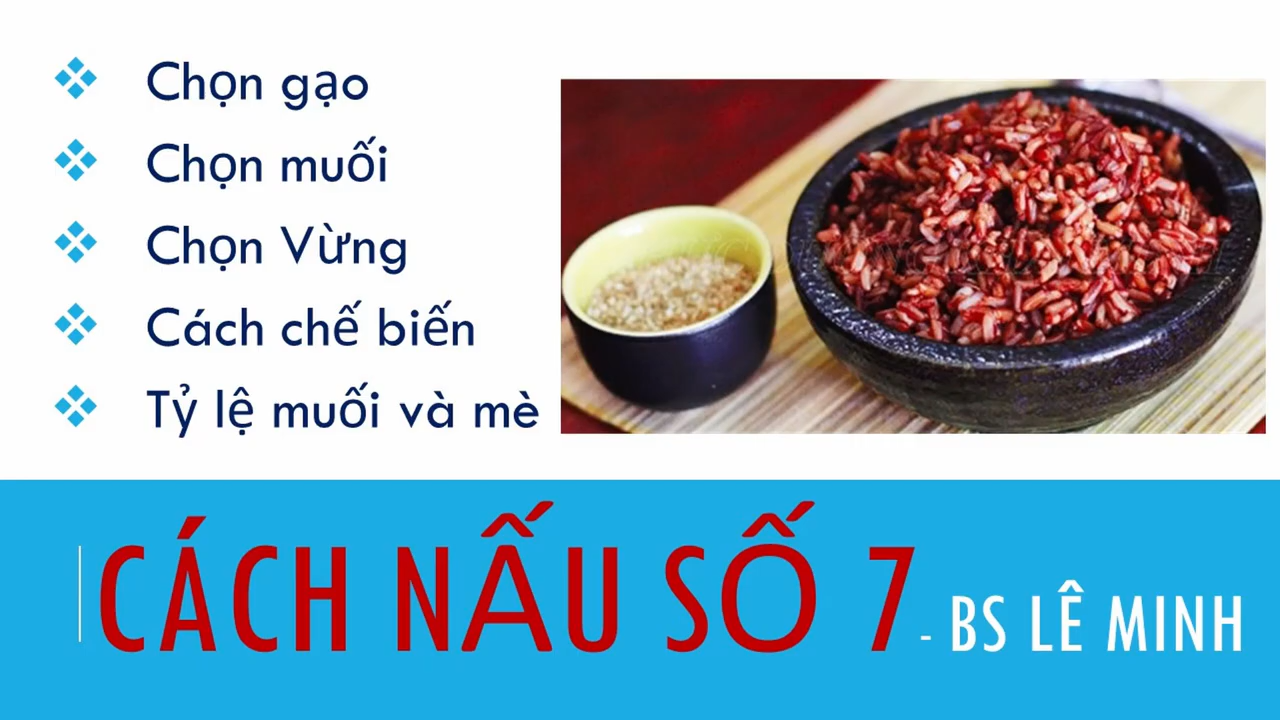 Chọn gạo
Chọn muối
Chọn Vừng
Cách chế biến
Tỷ lệ muối và mè
CÁCH NẤU SỐ 7 - BS LÊ MINH